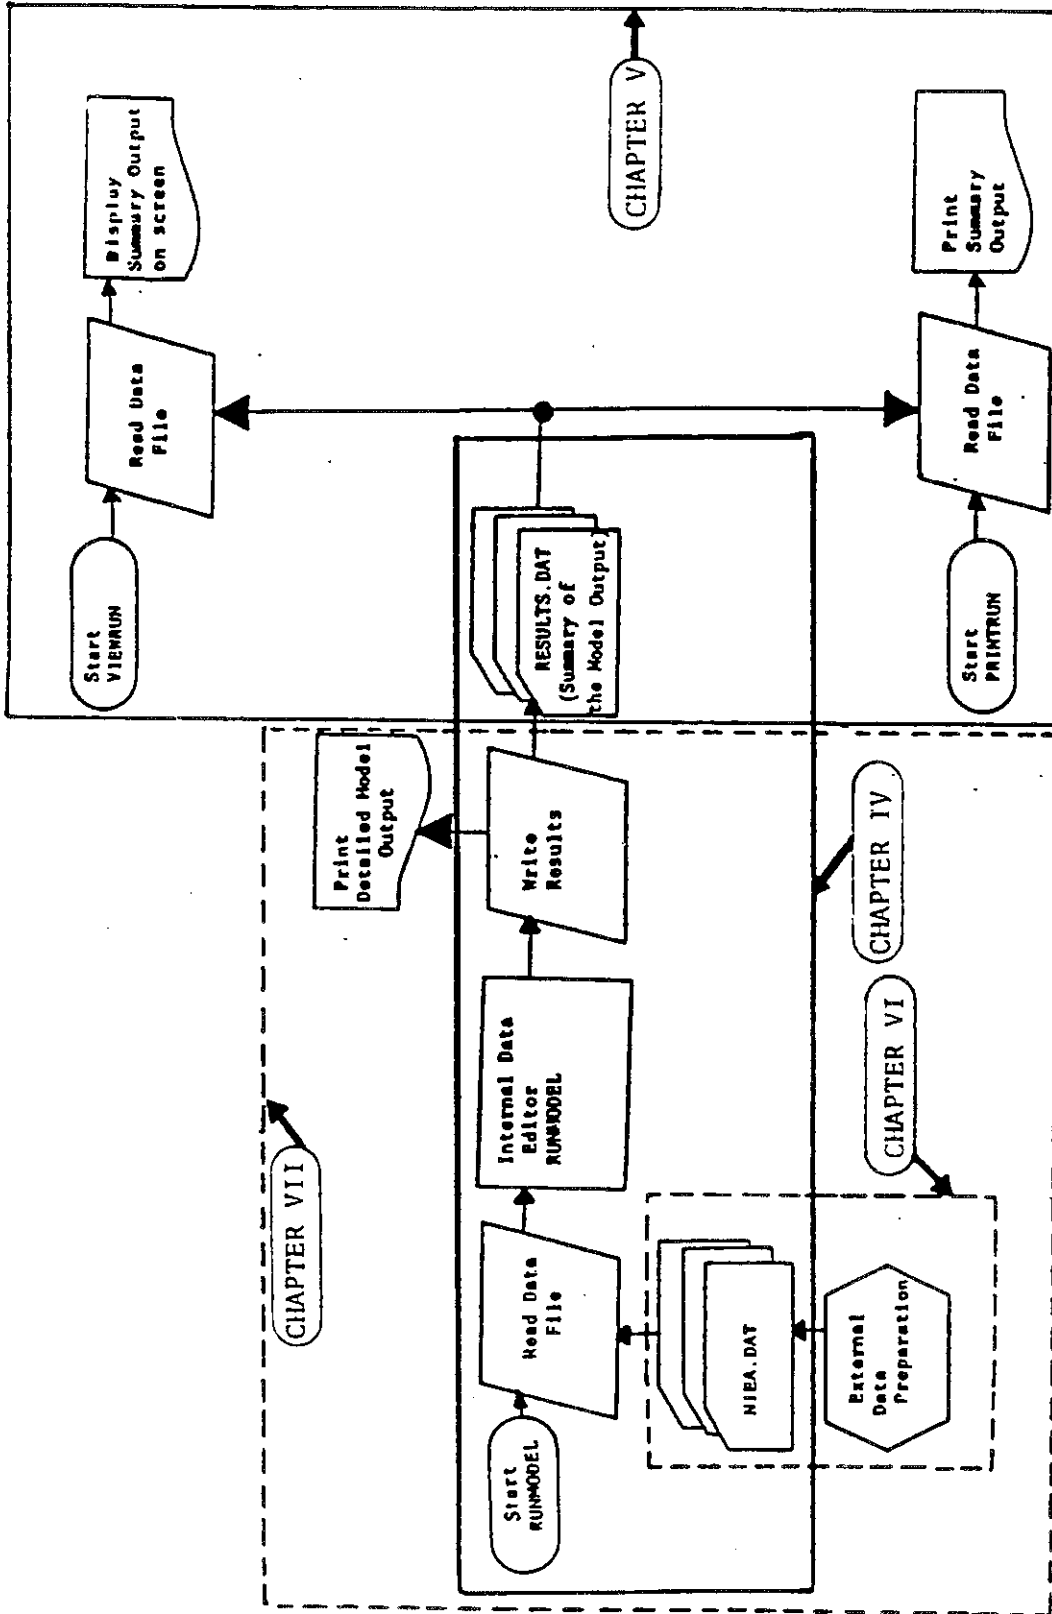 Start
VIEWRUN
Read Data
File
Display
Summary Output
on screen
CHAPTER VII
Print
Detailed Model
Output
CHAPTER V
Start
RUNMODEL
Read Data
File
Internal Data
Editor
RUNMODEL
Write
Results
RESULTS.DAT
(Summary of
the Model Output)
NIEA.DAT
External
Data
Preparation
CHAPTER VI
CHAPTER IV
Start
PRINTRUN
Read Data
File
Print
Summary
Output